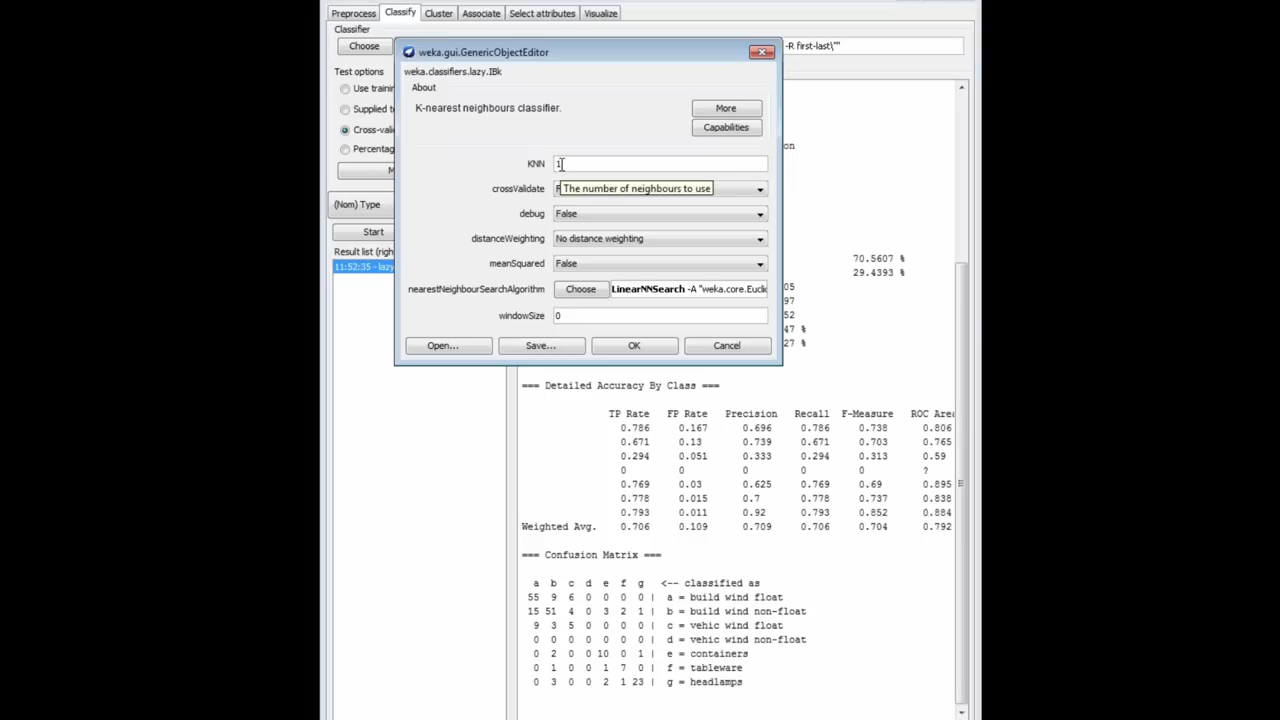 Preprocess Classify Cluster Associate Select attributes Visualize
Classifier
Choose -R first-last\""
weka.gui.GenericObjectEditor
weka.classifiers.lazy.IBk
About
K-nearest neighbours classifier.
More
Capabilities
KNN 1
crossValidate F
The number of neighbours to use
debug False
distanceWeighting No distance weighting
meanSquared False
nearestNeighbourSearchAlgorithm Choose LinearNNSearch -A "weka.core.Euclid
windowSize 0
Open... Save... OK Cancel
Test options
Use trainin
Supplied t
Cross-vali
Percentag
M
(Nom) Type
Start
Result list (righ
11:52:35 - lazy
on
70.5607 %
29.4393 %
05
97
52
47 %
27 %
=== Detailed Accuracy By Class ===
TP Rate FP Rate Precision Recall F-Measure ROC Area
0.786 0.167 0.696 0.786 0.738 0.806
0.671 0.13 0.739 0.671 0.703 0.765
0.294 0.051 0.333 0.294 0.313 0.59
0 0 0 0 0 ?
0.769 0.03 0.625 0.769 0.69 0.895
0.778 0.015 0.7 0.778 0.737 0.838
0.793 0.011 0.92 0.793 0.852 0.884
Weighted Avg. 0.706 0.109 0.709 0.706 0.704 0.792
=== Confusion Matrix ===
a b c d e f g <-- classified as
55 9 6 0 0 0 0 | a = build wind float
15 51 4 0 3 2 1 | b = build wind non-float
9 3 5 0 0 0 0 | c = vehic wind float
0 0 0 0 0 0 0 | d = vehic wind non-float
0 2 0 0 10 0 1 | e = containers
0 1 0 0 1 7 0 | f = tableware
0 3 0 0 2 1 23 | g = headlamps